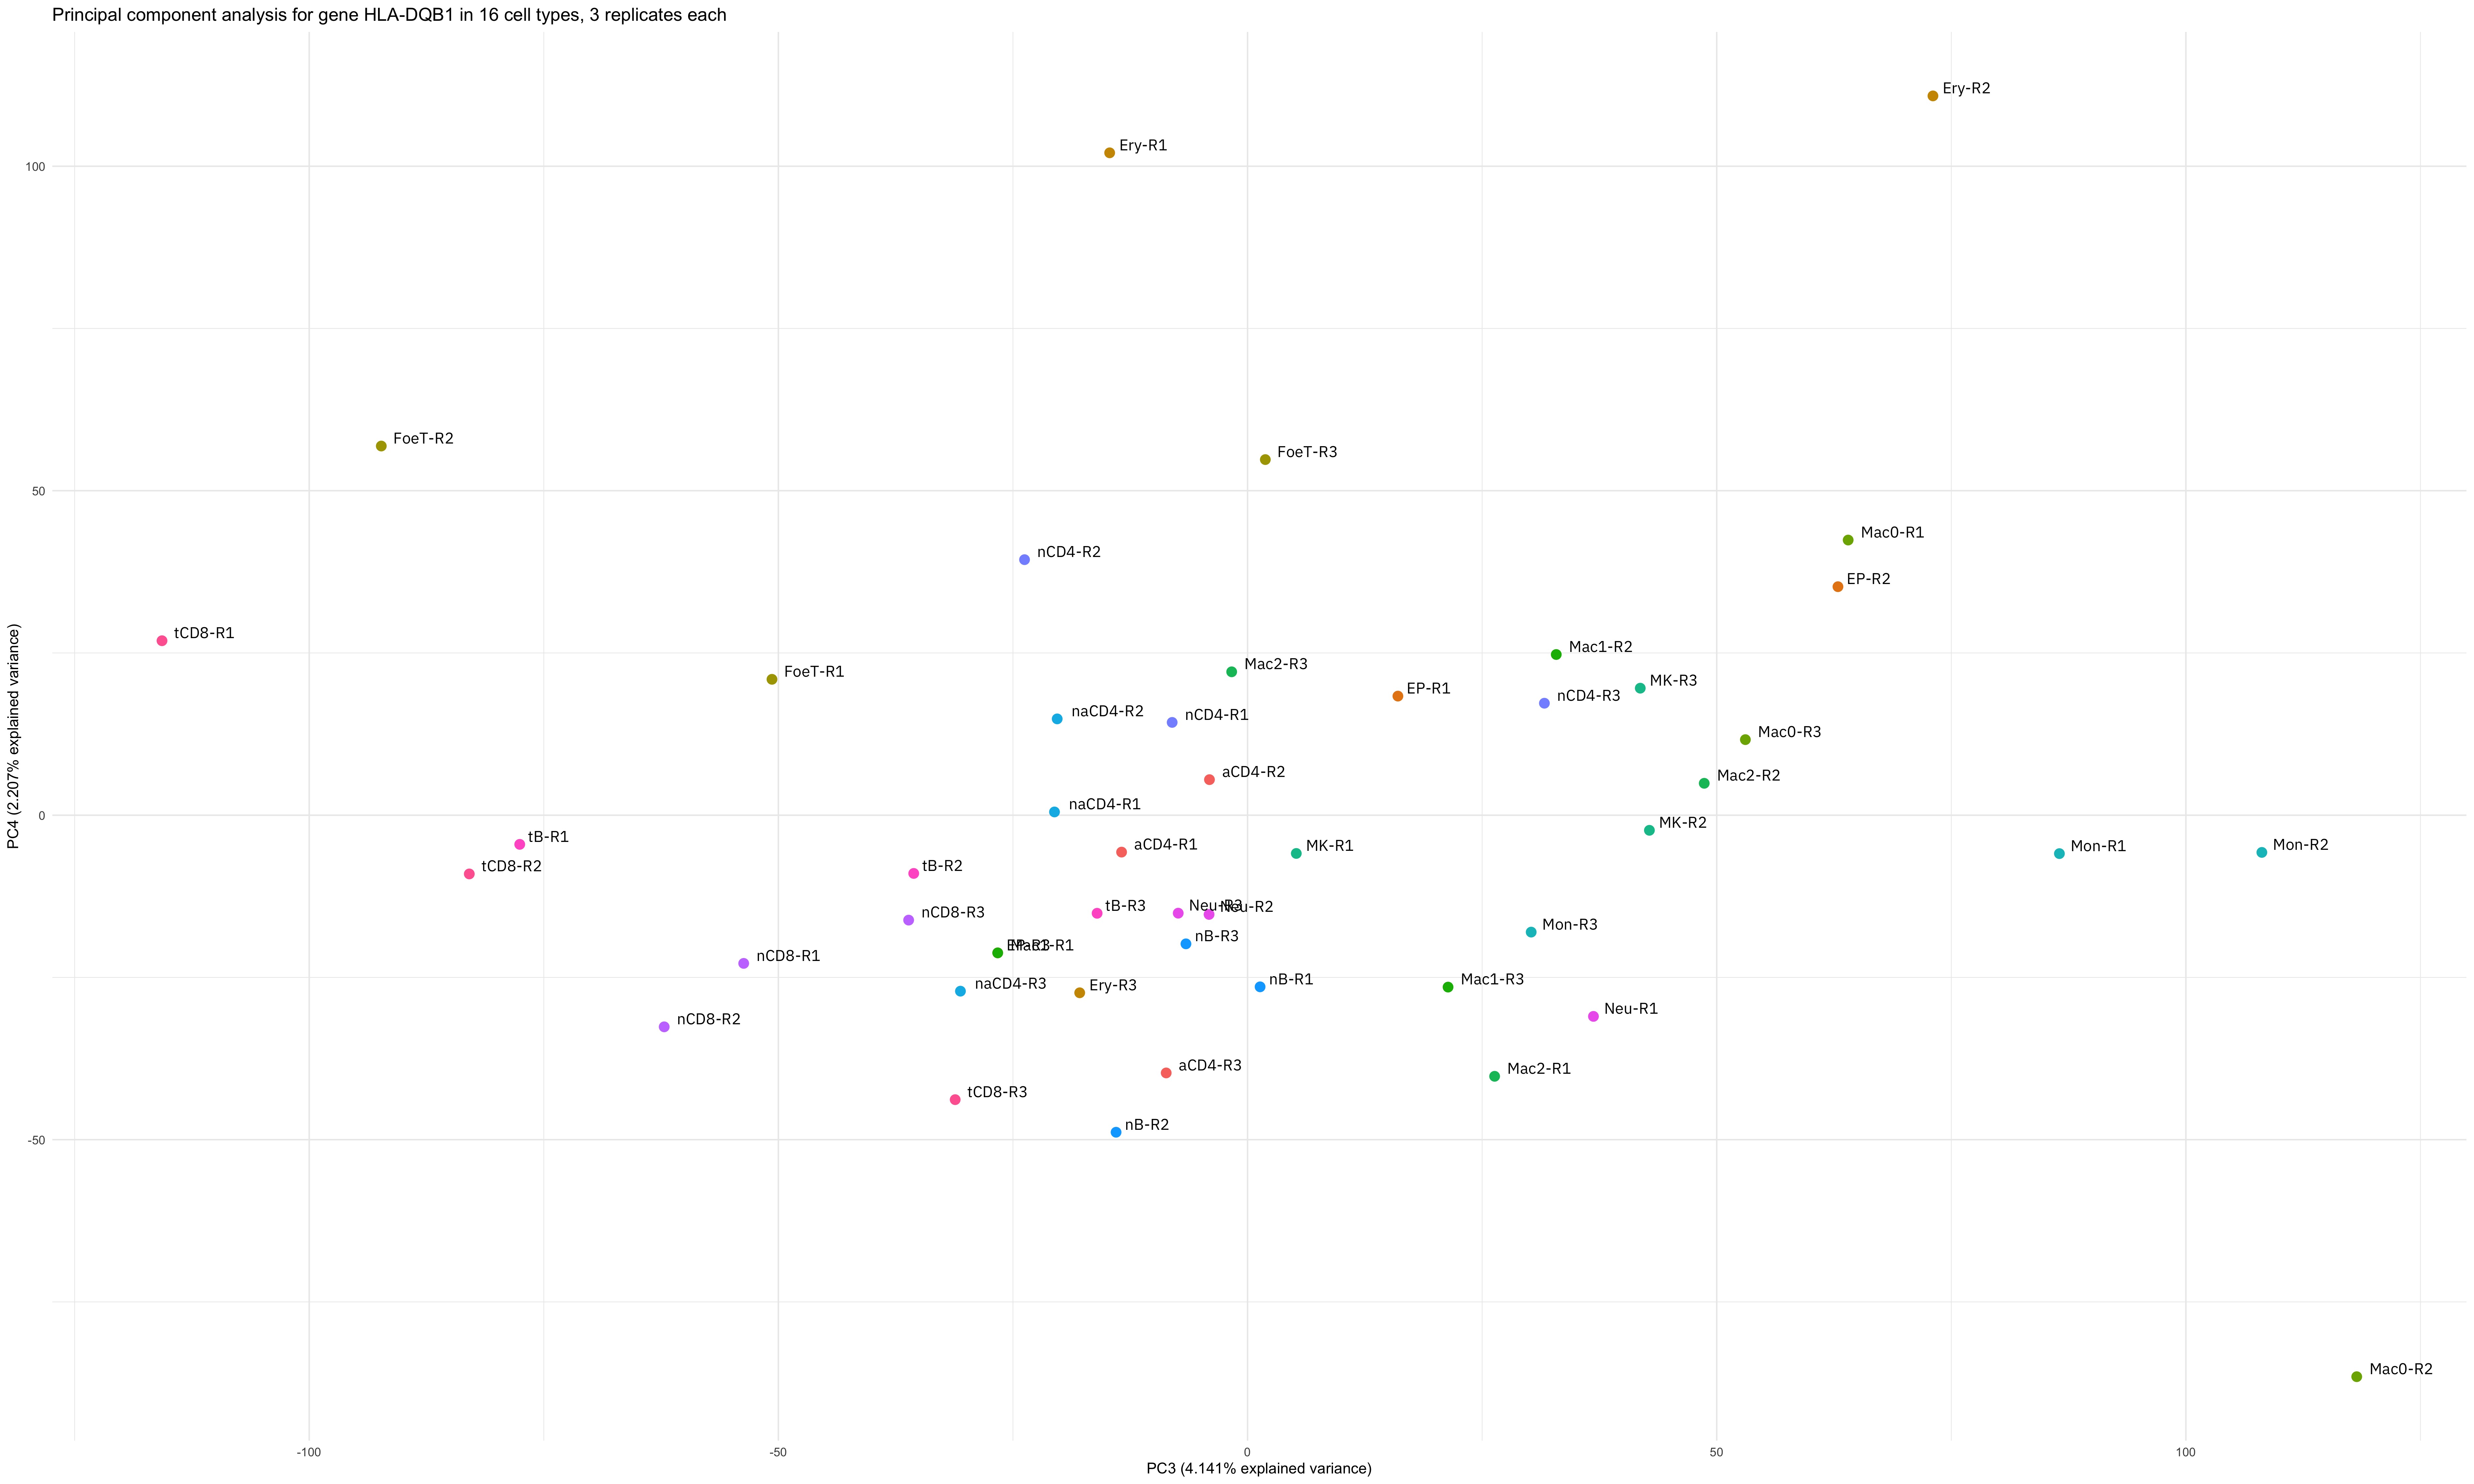 Principal component analysis for gene HLA-DQB1 in 16 cell types, 3 replicates each
Ery-R2
Ery-R1
100
FoeT-R2
FoeT-R3
50
Mac0-R1
nCD4-R2
EP-R2
tCD8-R1
Mac1-R2
Mac2-R3
FoeT-R1
MK-R3
EP-R1
nCD4-R3
naCD4-R2
nCD4-R1
Mac0-R3
aCD4-R2
Mac2-R2
naCD4-R1
0
MK-R2
tB-R1
aCD4-R1
MK-R1
Mon-R1
Mon-R2
tCD8-R2
tB-R2
tB-R3
Neu-R3
Neu-R2
nCD8-R3
Mon-R3
nB-R3
EP-R3
Mac1-R1
nCD8-R1
naCD4-R3
Ery-R3
nB-R1
Mac1-R3
Neu-R1
nCD8-R2
aCD4-R3
Mac2-R1
tCD8-R3
nB-R2
-50
Mac0-R2
-100
-50
0
50
100
PC3 (4.141% explained variance)
PC4 (2.207% explained variance)